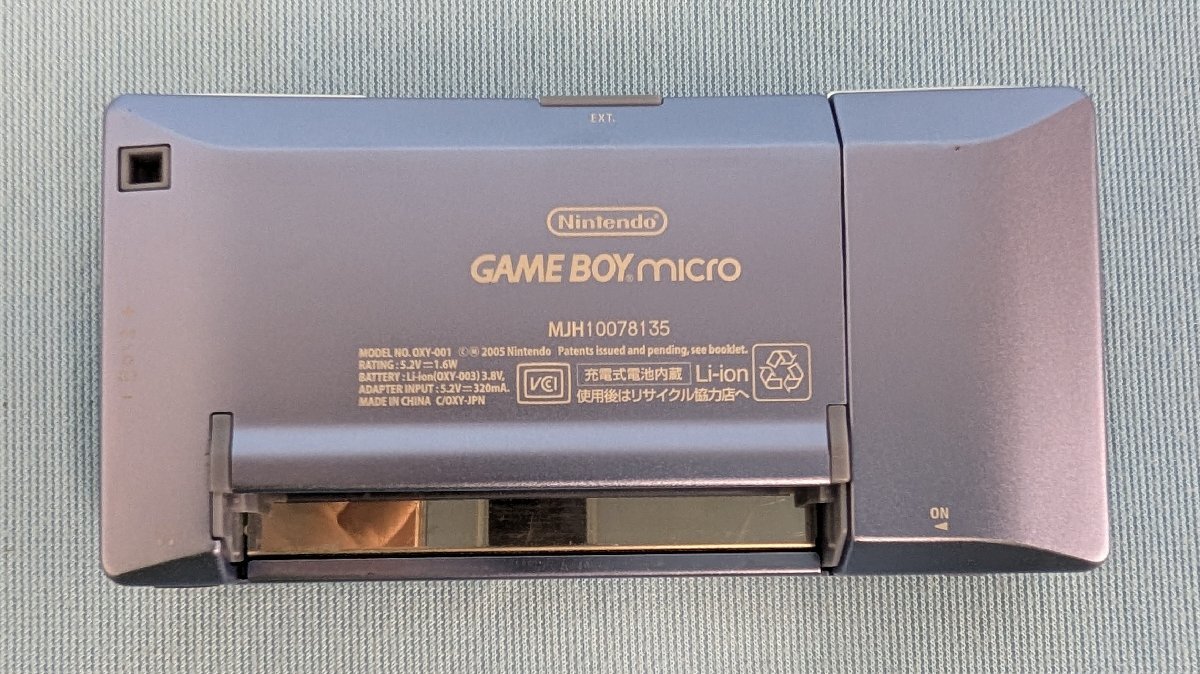 EXT.
Nintendo®
GAME BOY® micro
MJH10078135
MODEL NO. OXY-001 ©㊙ 2005 Nintendo Patents issued and pending, see booklet.
RATING : 5.2V⎓1.6W
BATTERY : Li-ion(OXY-003) 3.8V,
ADAPTER INPUT : 5.2V⎓320mA.
MADE IN CHINA C/OXY-JPN
VCI
充電式電池内蔵 Li-ion
使用後はリサイクル協力店へ
ON